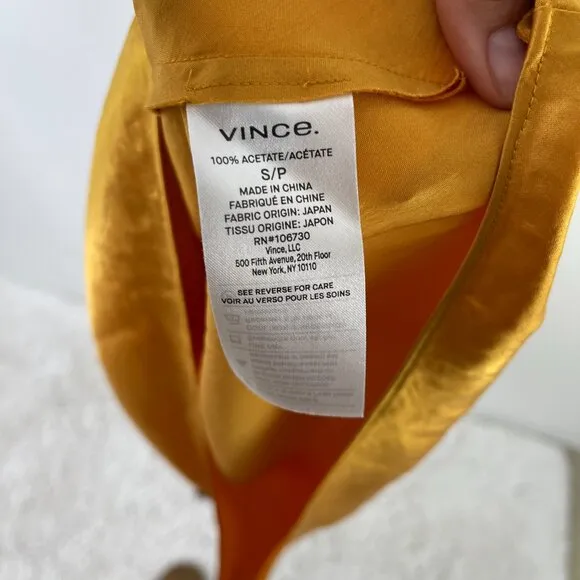 VINCE.
100% ACETATE/ACÉTATE
S/P
MADE IN CHINA
FABRIQUÉ EN CHINE
FABRIC ORIGIN: JAPAN
TISSU ORIGINE: JAPON
RN#106730
Vince, LLC
500 Fifth Avenue, 20th Floor
New York, NY 10110
SEE REVERSE FOR CARE
VOIR AU VERSO POUR LES SOINS